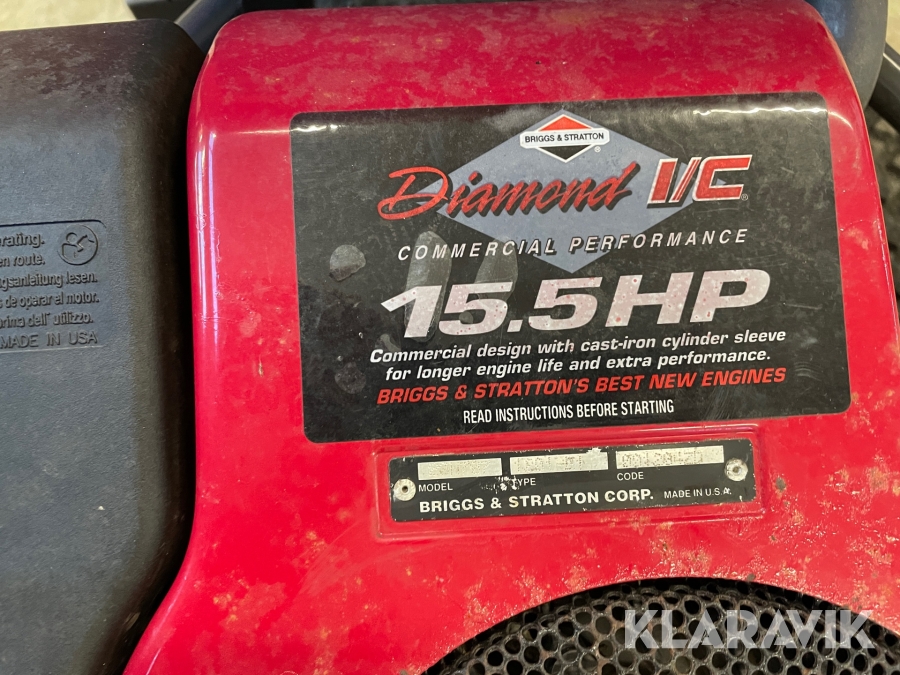 BRIGGS & STRATTON
Diamond I/C
COMMERCIAL PERFORMANCE
15.5HP
Commercial design with cast-iron cylinder sleeve
for longer engine life and extra performance.
BRIGGS & STRATTON'S BEST NEW ENGINES
READ INSTRUCTIONS BEFORE STARTING
MODEL TYPE CODE
BRIGGS & STRATTON CORP. MADE IN U.S.A.
rating.
en route.
gsanleitung lesen.
s de operar el motor.
oring dell' utilizzo.
MADE IN USA
KLARAVIK